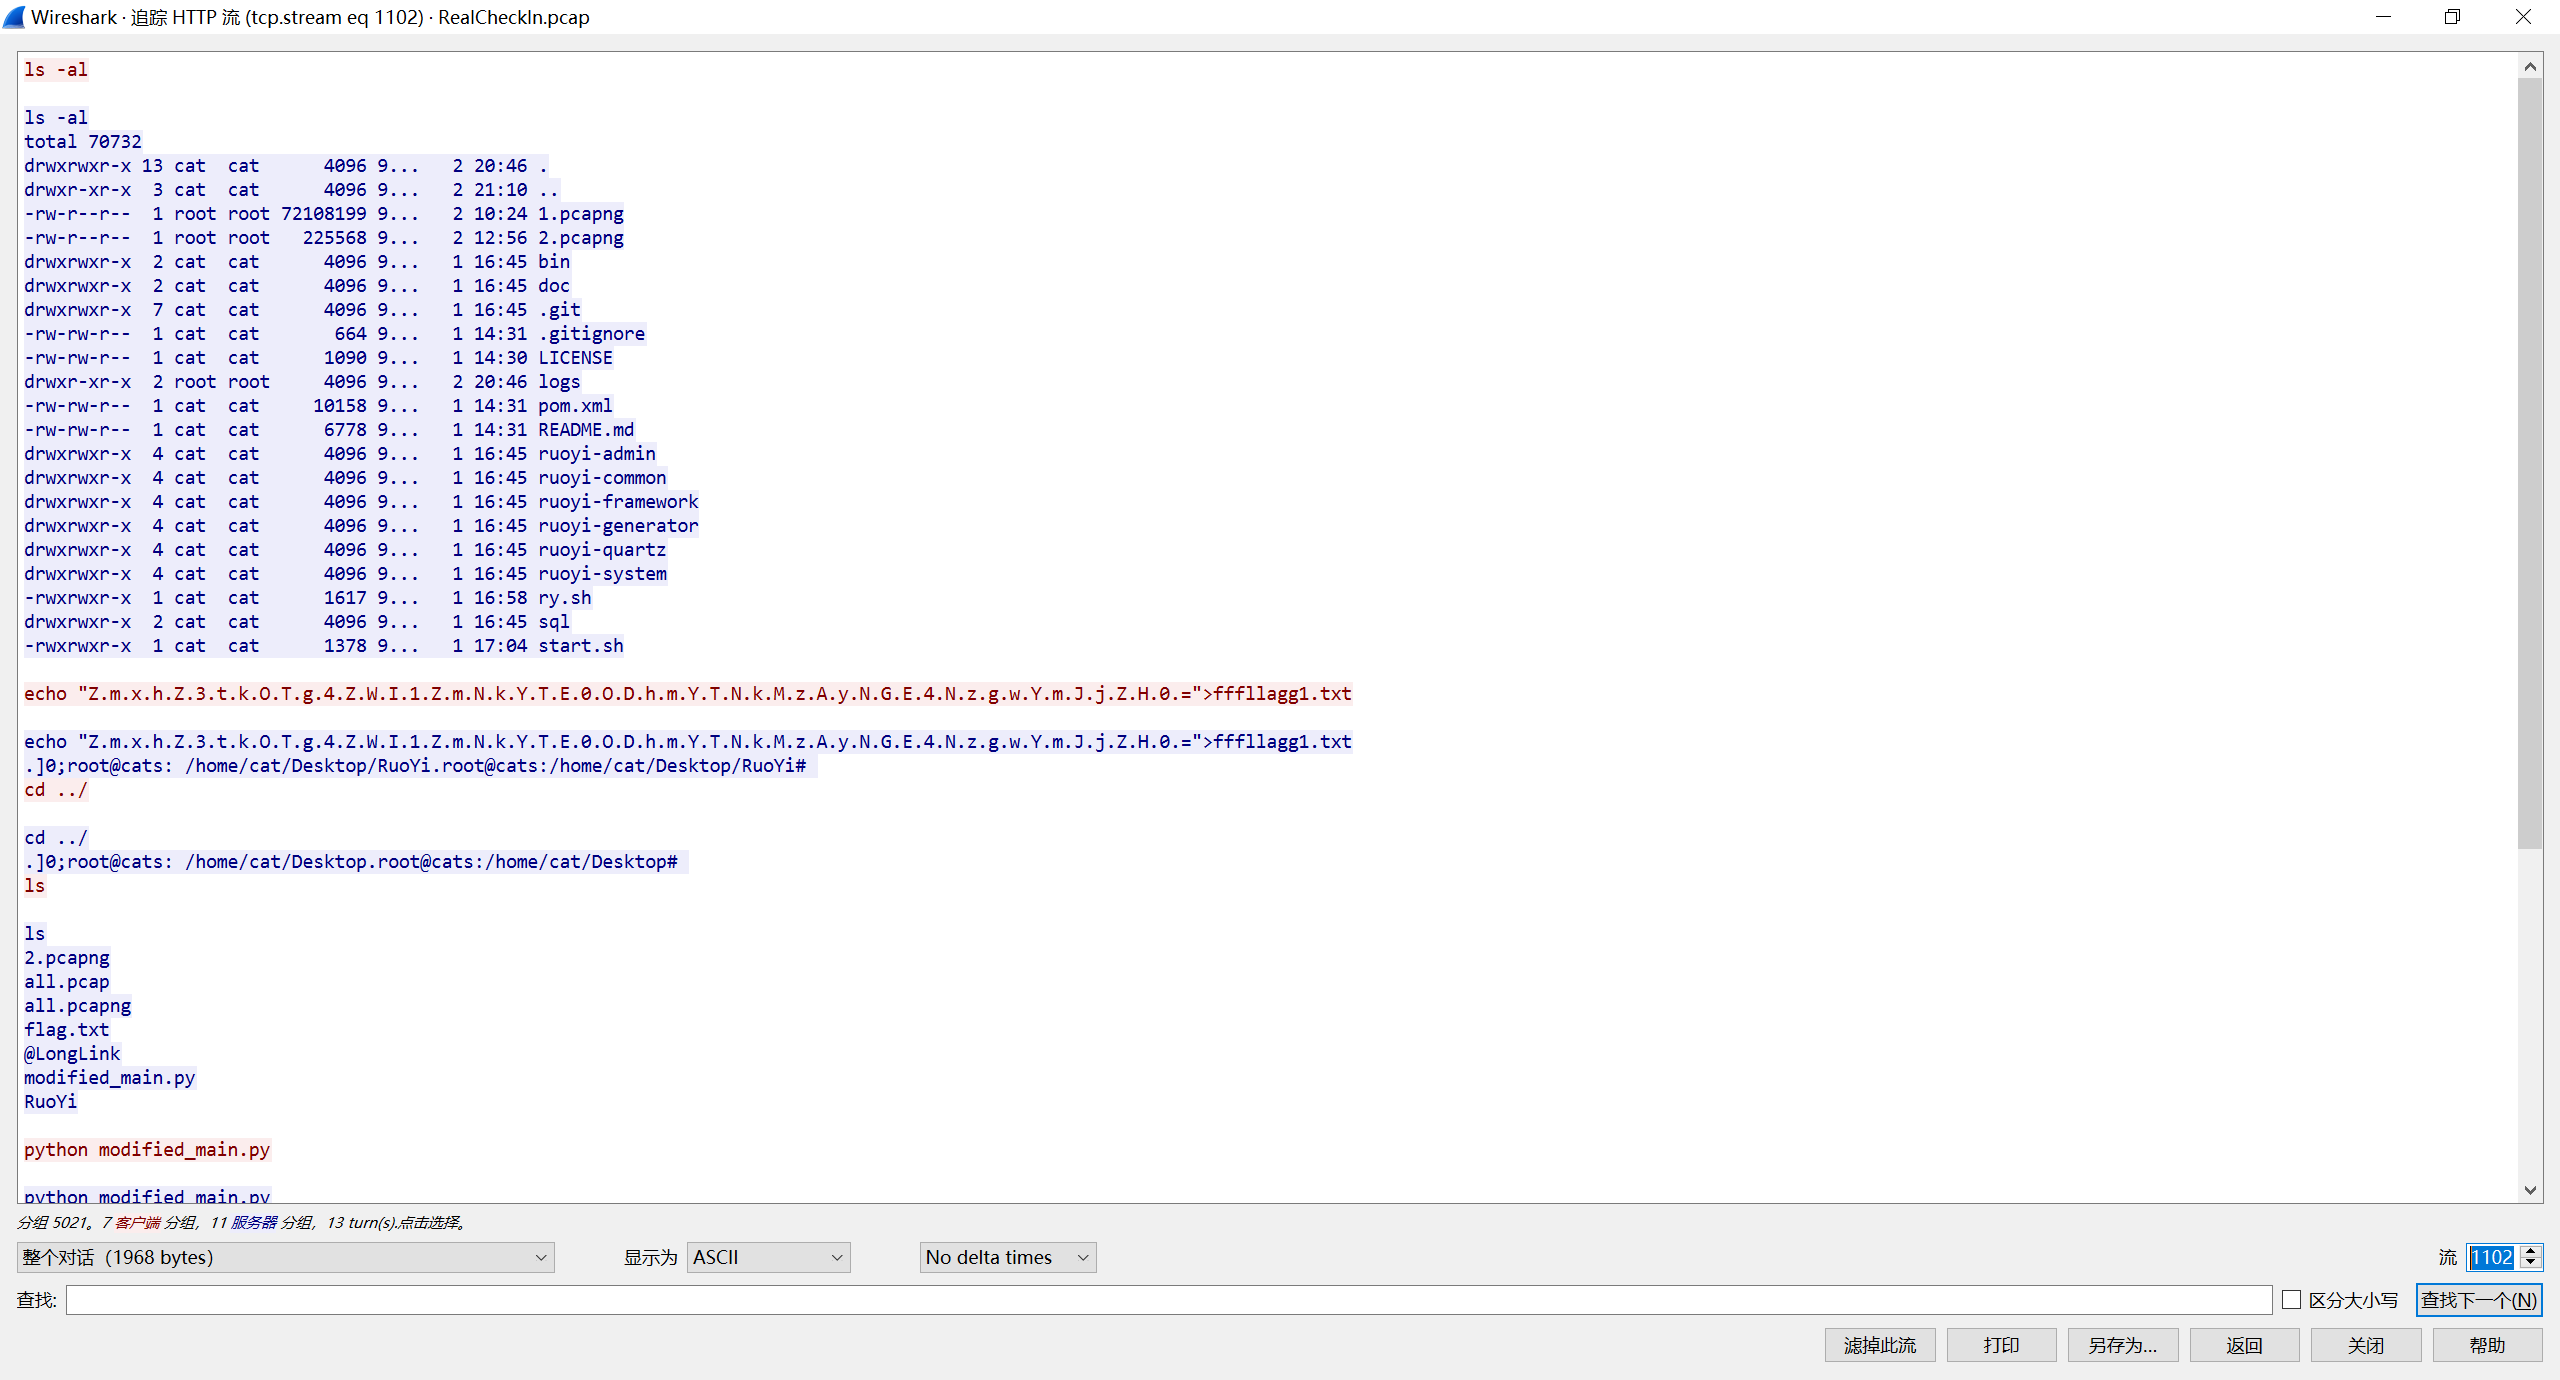 Wireshark · 追踪 HTTP 流 (tcp.stream eq 1102) · RealCheckIn.pcap
ls -al
ls -al
total 70732
drwxrwxr-x 13 cat  cat      4096 9...   2 20:46 .
drwxr-xr-x  3 cat  cat      4096 9...   2 21:10 ..
-rw-r--r--  1 root root 72108199 9...   2 10:24 1.pcapng
-rw-r--r--  1 root root   225568 9...   2 12:56 2.pcapng
drwxrwxr-x  2 cat  cat      4096 9...   1 16:45 bin
drwxrwxr-x  2 cat  cat      4096 9...   1 16:45 doc
drwxrwxr-x  7 cat  cat      4096 9...   1 16:45 .git
-rw-rw-r--  1 cat  cat       664 9...   1 14:31 .gitignore
-rw-rw-r--  1 cat  cat      1090 9...   1 14:30 LICENSE
drwxr-xr-x  2 root root     4096 9...   2 20:46 logs
-rw-rw-r--  1 cat  cat     10158 9...   1 14:31 pom.xml
-rw-rw-r--  1 cat  cat      6778 9...   1 14:31 README.md
drwxrwxr-x  4 cat  cat      4096 9...   1 16:45 ruoyi-admin
drwxrwxr-x  4 cat  cat      4096 9...   1 16:45 ruoyi-common
drwxrwxr-x  4 cat  cat      4096 9...   1 16:45 ruoyi-framework
drwxrwxr-x  4 cat  cat      4096 9...   1 16:45 ruoyi-generator
drwxrwxr-x  4 cat  cat      4096 9...   1 16:45 ruoyi-quartz
drwxrwxr-x  4 cat  cat      4096 9...   1 16:45 ruoyi-system
-rwxrwxr-x  1 cat  cat      1617 9...   1 16:58 ry.sh
drwxrwxr-x  2 cat  cat      4096 9...   1 16:45 sql
-rwxrwxr-x  1 cat  cat      1378 9...   1 17:04 start.sh
echo "Z.m.x.h.Z.3.t.k.O.T.g.4.Z.W.I.1.Z.m.N.k.Y.T.E.0.O.D.h.m.Y.T.N.k.M.z.A.y.N.G.E.4.N.z.g.w.Y.m.J.j.Z.H.0.=">fffllagg1.txt
echo "Z.m.x.h.Z.3.t.k.O.T.g.4.Z.W.I.1.Z.m.N.k.Y.T.E.0.O.D.h.m.Y.T.N.k.M.z.A.y.N.G.E.4.N.z.g.w.Y.m.J.j.Z.H.0.=">fffllagg1.txt
.]0;root@cats: /home/cat/Desktop/RuoYi.root@cats:/home/cat/Desktop/RuoYi#
cd ../
cd ../
.]0;root@cats: /home/cat/Desktop.root@cats:/home/cat/Desktop#
ls
ls
2.pcapng
all.pcap
all.pcapng
flag.txt
@LongLink
modified_main.py
RuoYi
python modified_main.py
python modified_main.py
分组 5021。7 客户端 分组，11 服务器 分组，13 turn(s).点击选择。
整个对话（1968 bytes） 显示为 ASCII No delta times 流 1102
查找: 区分大小写 查找下一个(N)
滤掉此流 打印 另存为... 返回 关闭 帮助